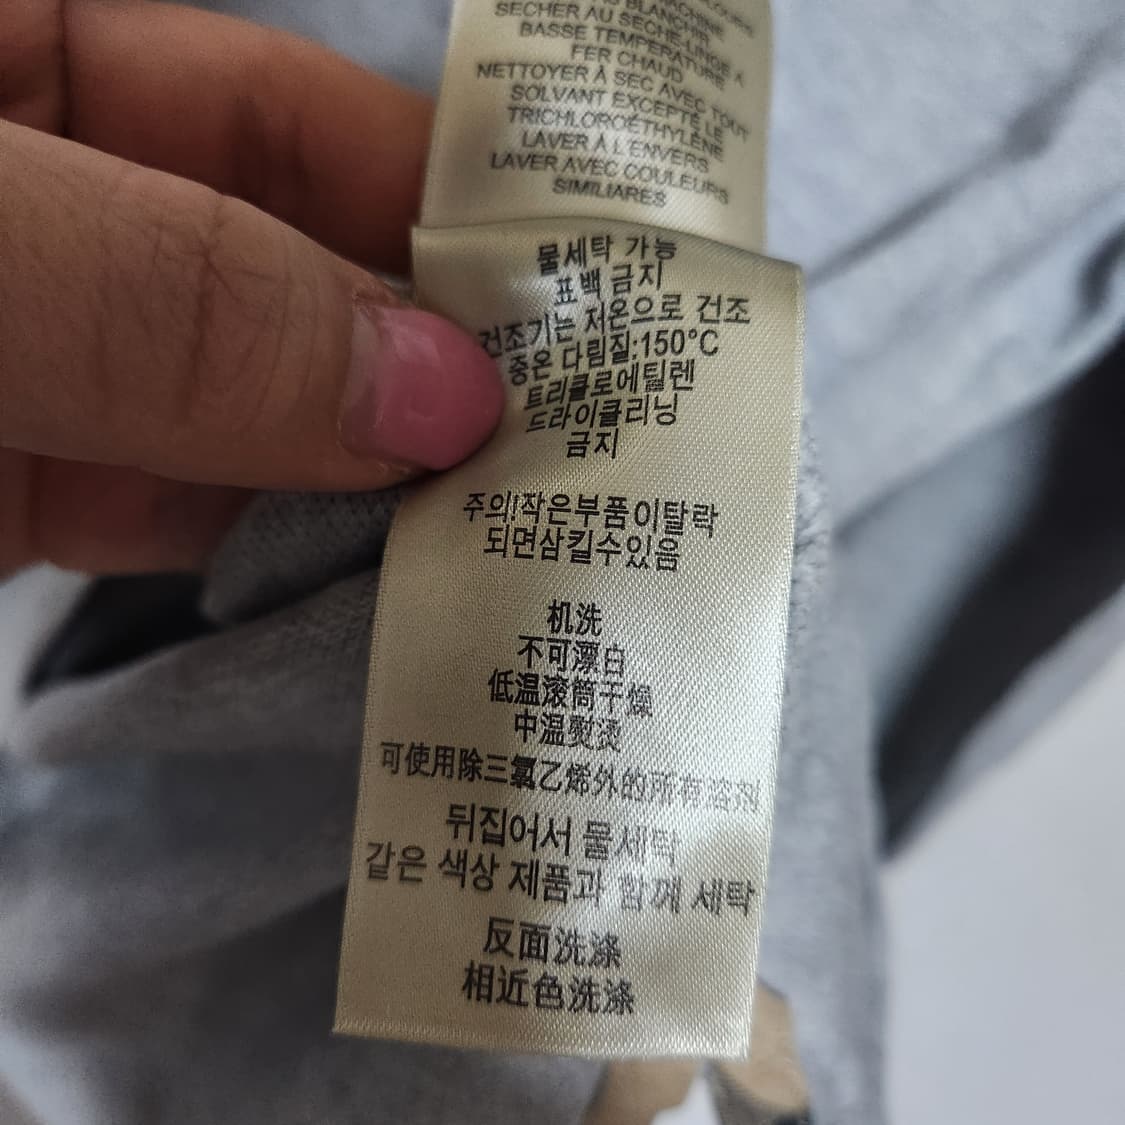 BLANCHIR
SECHER AU SECHE-LINGE A
BASSE TEMPERATURE
FER CHAUD
NETTOYER À SEC AVEC TOUT
SOLVANT EXCEPTÉ LE
TRICHLOROÉTHYLÈNE
LAVER À L'ENVERS
LAVER AVEC COULEURS
SIMILIARES
물세탁 가능
표백 금지
건조기는 저온으로 건조
중온 다림질:150°C
트리클로에틸렌
드라이클리닝
금지
주의!작은부품이탈락
되면삼킬수있음
机洗
不可漂白
低温滚筒干燥
中温熨烫
可使用除三氯乙烯外的所有溶剂
뒤집어서 물세탁
같은 색상 제품과 함께 세탁
反面洗涤
相近色洗涤